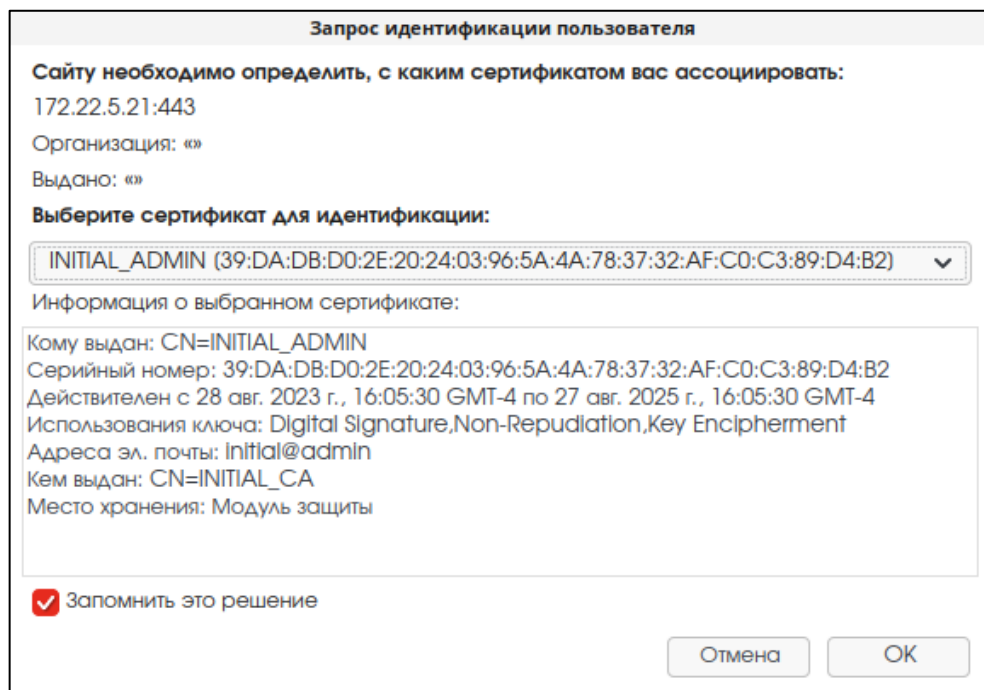 Запрос идентификации пользователя
Сайту необходимо определить, с каким сертификатом вас ассоциировать:
172.22.5.21:443
Организация: «»
Выдано: «»
Выберите сертификат для идентификации:
INITIAL_ADMIN (39:DA:DB:D0:2E:20:24:03:96:5A:4A:78:37:32:AF:C0:C3:89:D4:B2)
Информация о выбранном сертификате:
Кому выдан: CN=INITIAL_ADMIN
Серийный номер: 39:DA:DB:D0:2E:20:24:03:96:5A:4A:78:37:32:AF:C0:C3:89:D4:B2
Действителен с 28 авг. 2023 г., 16:05:30 GMT-4 по 27 авг. 2025 г., 16:05:30 GMT-4
Использования ключа: Digital Signature,Non-Repudiation,Key Encipherment
Адреса эл. почты: initial@admin
Кем выдан: CN=INITIAL_CA
Место хранения: Модуль защиты
Запомнить это решение
Отмена OK